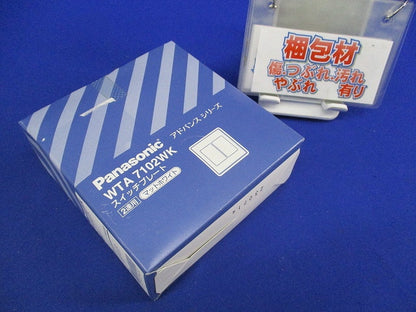 梱包材
傷.つぶれ.汚れ
やぶれ 有り
アドバンスシリーズ
Panasonic
WTA 7102WK
スイッチプレート
2連用 マットホワイト